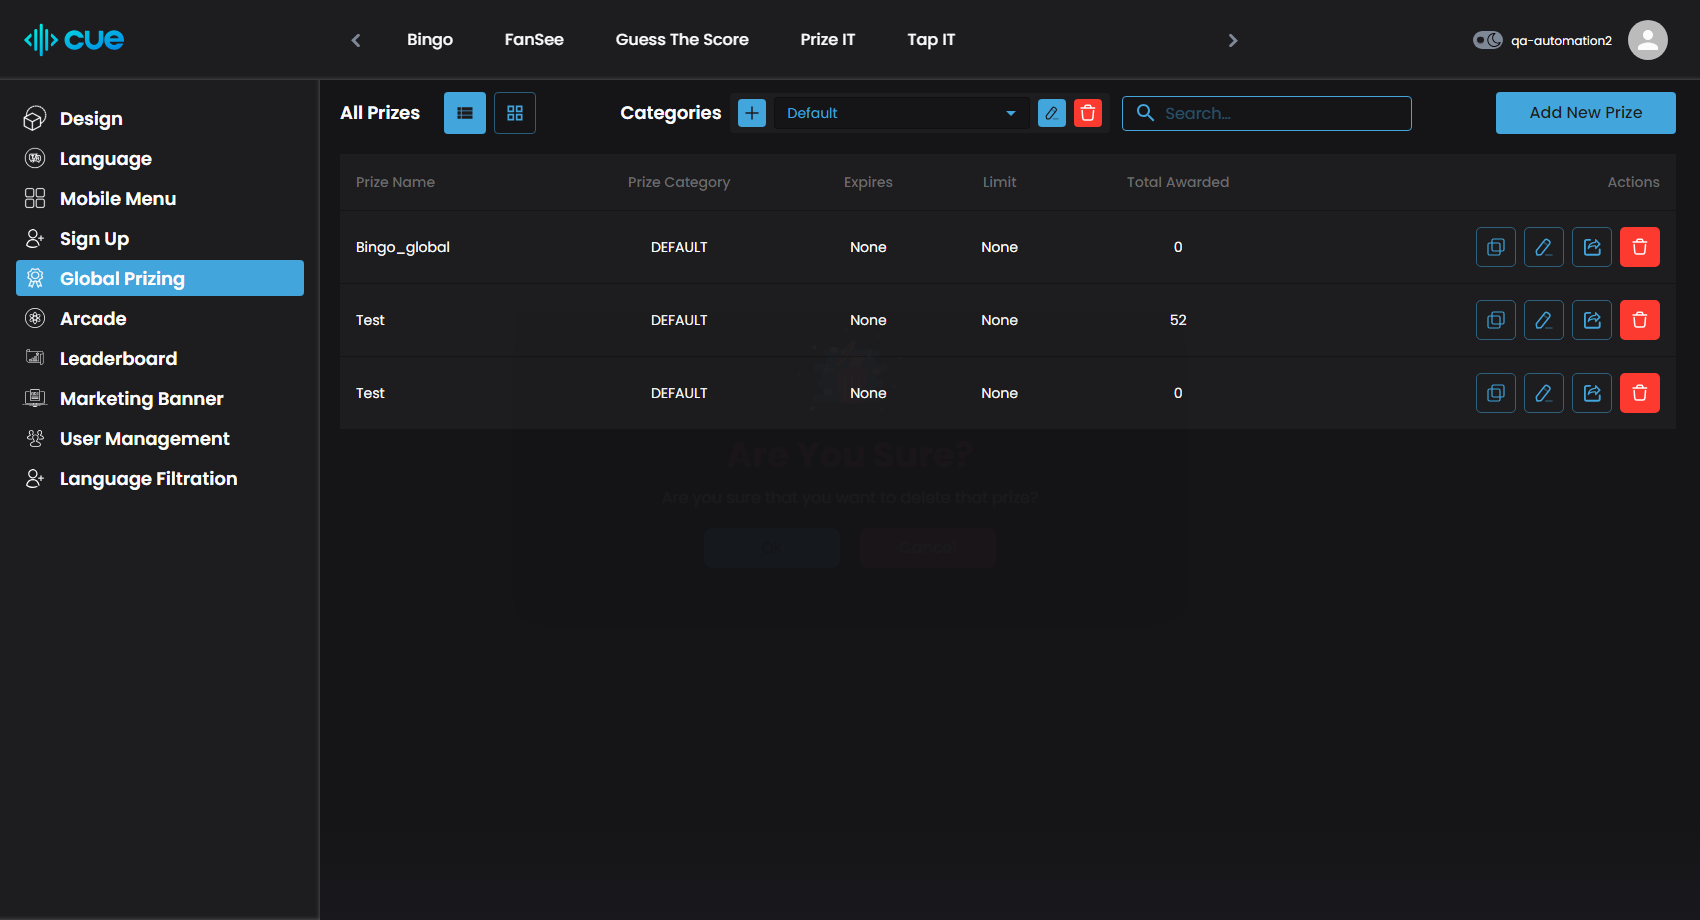 cue
Bingo
FanSee
Guess The Score
Prize IT
Tap IT
qa-automation2
Design
Language
Mobile Menu
Sign Up
Global Prizing
Arcade
Leaderboard
Marketing Banner
User Management
Language Filtration
All Prizes
Categories
Default
Search...
Add New Prize
Prize Name Prize Category Expires Limit Total Awarded Actions
Bingo_global DEFAULT None None 0
Test DEFAULT None None 52
Test DEFAULT None None 0
Are You Sure?
Are you sure that you want to delete that prize?
Cancel